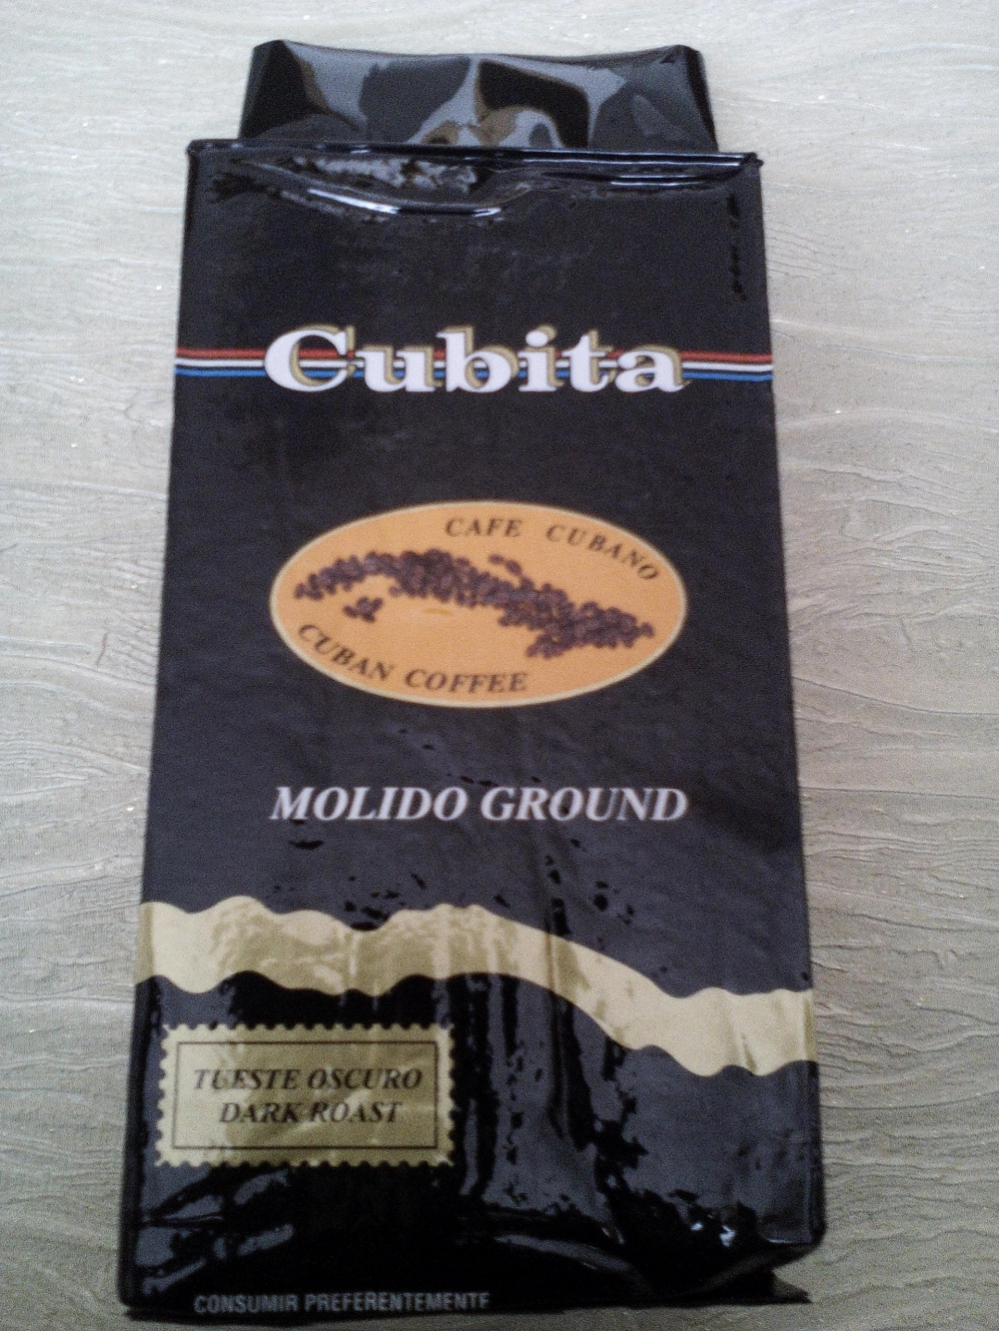 Cubita
CAFE CUBANO
CUBAN COFFEE
MOLIDO GROUND
TUESTE OSCURO
DARK ROAST
CONSUMIR PREFERENTEMENTE